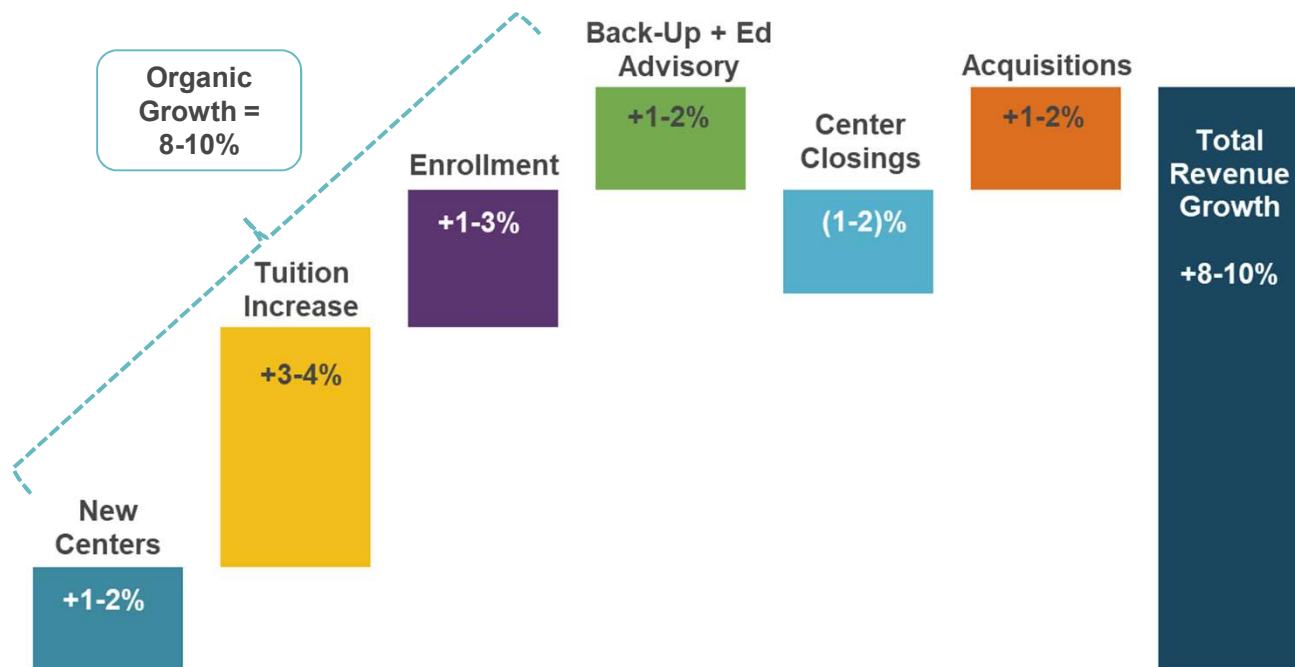 Organic
Growth =
8-10%
New
Centers
+1-2%
Tuition
Increase
+3-4%
Enrollment
+1-3%
Back-Up + Ed
Advisory
+1-2%
Center
Closings
(1-2)%
Acquisitions
+1-2%
Total
Revenue
Growth
+8-10%